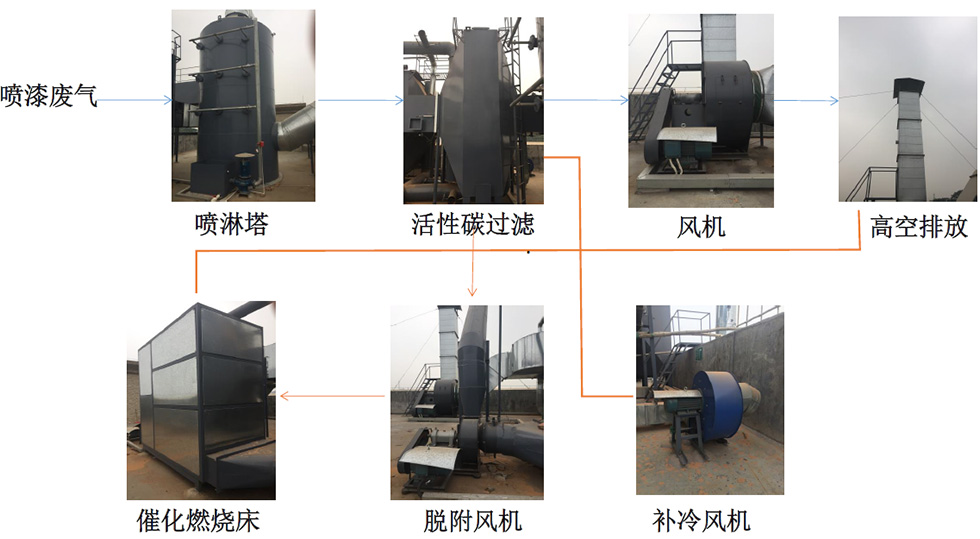 喷漆废气
喷淋塔
活性碳过滤
风机
高空排放
催化燃烧床
脱附风机
补冷风机